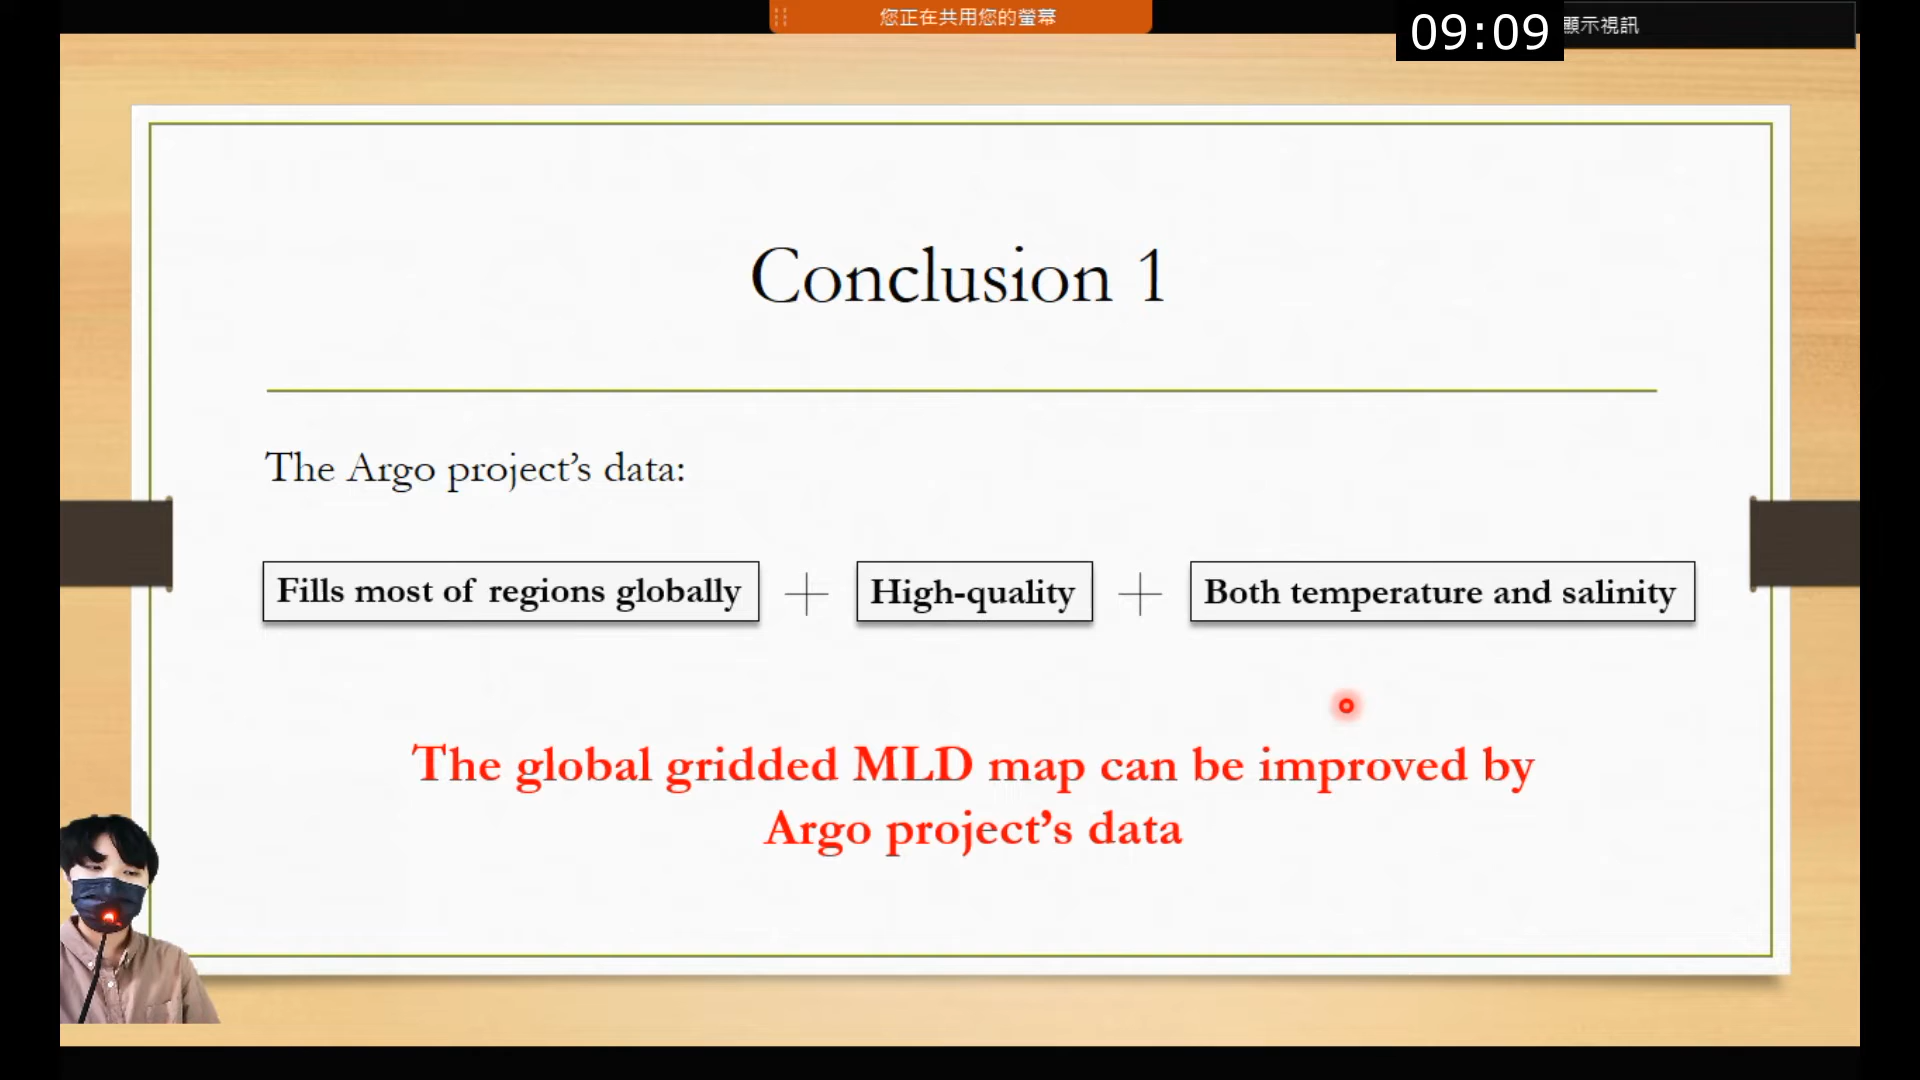 您正在共用您的螢幕
09:09
顯示視訊
Conclusion 1
The Argo project’s data:
Fills most of regions globally + High-quality + Both temperature and salinity
The global gridded MLD map can be improved by
Argo project’s data